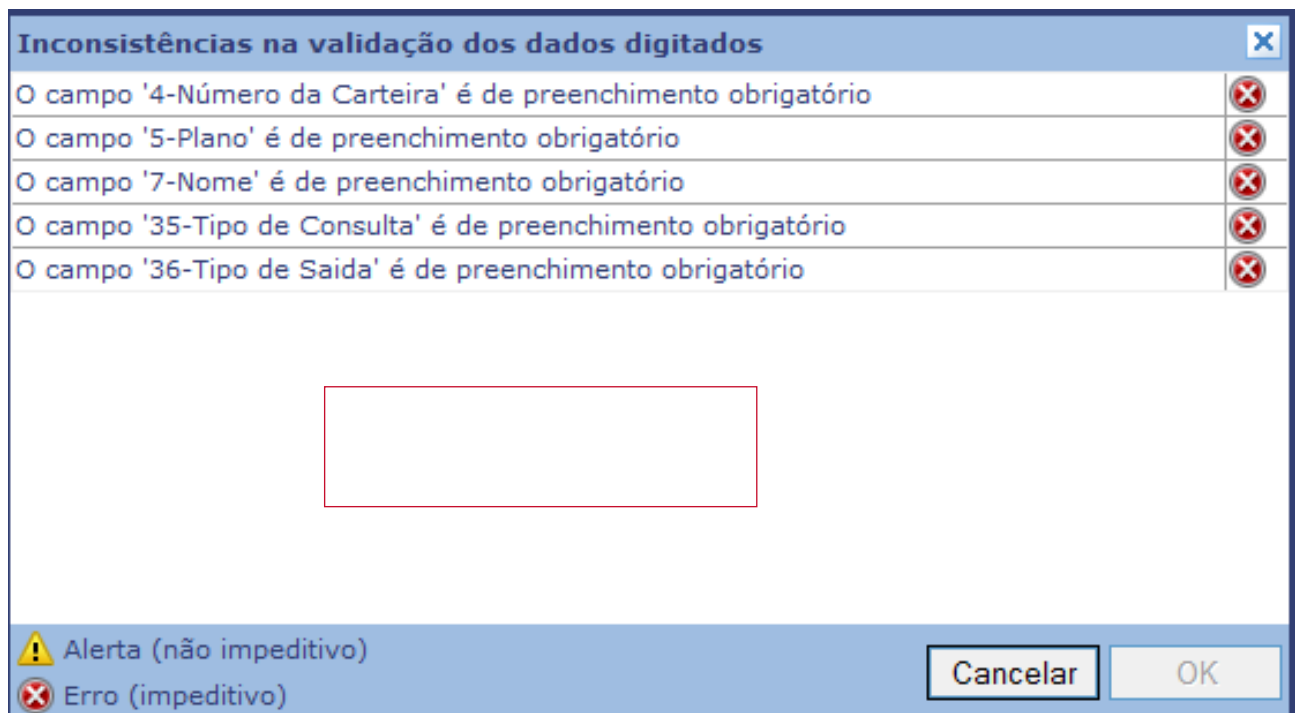 Inconsistências na validação dos dados digitados
O campo '4-Número da Carteira' é de preenchimento obrigatório
O campo '5-Plano' é de preenchimento obrigatório
O campo '7-Nome' é de preenchimento obrigatório
O campo '35-Tipo de Consulta' é de preenchimento obrigatório
O campo '36-Tipo de Saida' é de preenchimento obrigatório
Alerta (não impeditivo)
Erro (impeditivo)
Cancelar
OK